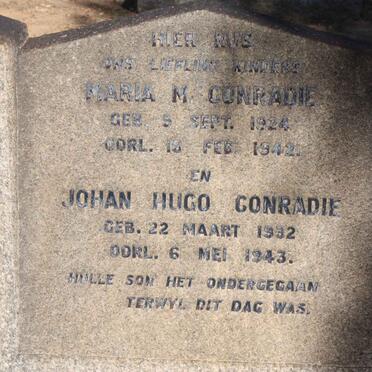 HIER RUS
ONS LIEFLING KINDERS
MARIA M. CONRADIE
GEB. 9 SEPT. 1924
OORL. 18 FEB. 1942.
EN
JOHAN HUGO CONRADIE
GEB. 22 MAART 1932
OORL. 6 MEI 1943.
HULLE SON HET ONDERGEGAAN
TERWYL DIT DAG WAS.